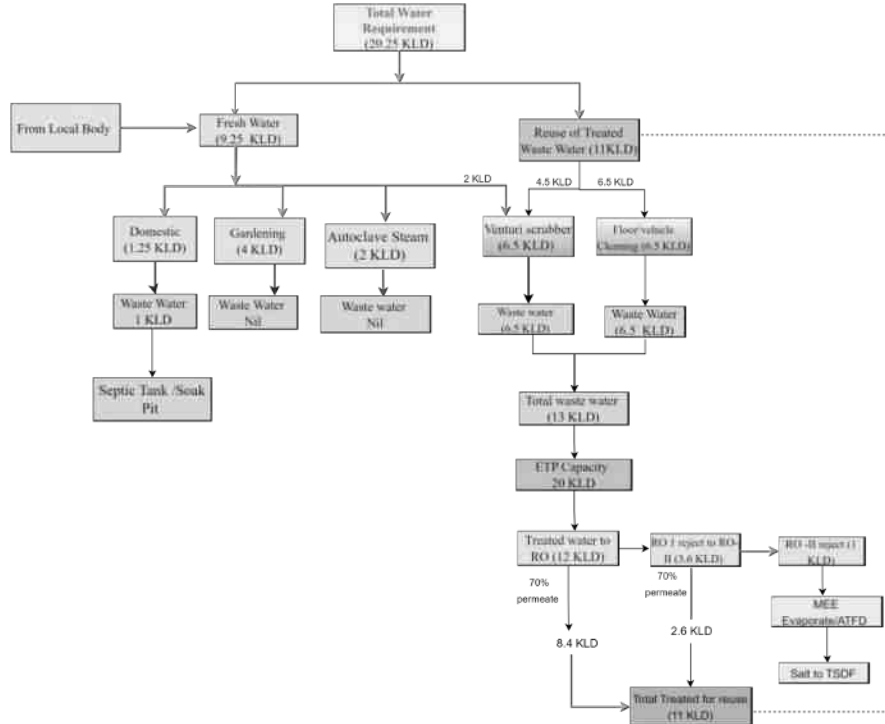 Total Water
Requirement
(20.25 KLD)
From Local Body
Fresh Water
(9.25 KLD)
Reuse of Treated
Waste Water (11KLD)
2 KLD
4.5 KLD
6.5 KLD
Domestic
(1.25 KLD)
Gardening
(4 KLD)
Autoclave Steam
(2 KLD)
Venturi scrubber
(6.5 KLD)
Floor vehicle
Cleaning (6.5 KLD)
Waste Water
1 KLD
Waste Water
Nil
Waste water
Nil
Waste water
(6.5 KLD)
Waste Water
(6.5 KLD)
Septic Tank /Soak
Pit
Total waste water
(13 KLD)
ETP Capacity
20 KLD
Treated water to
RO (12 KLD)
RO I reject to RO-
II (3.6 KLD)
RO -II reject (1
KLD)
70%
permeate
70%
permeate
MEE
Evaporate/ATFD
8.4 KLD
2.6 KLD
Salt to TSDF
Total Treated for reuse
(11 KLD)